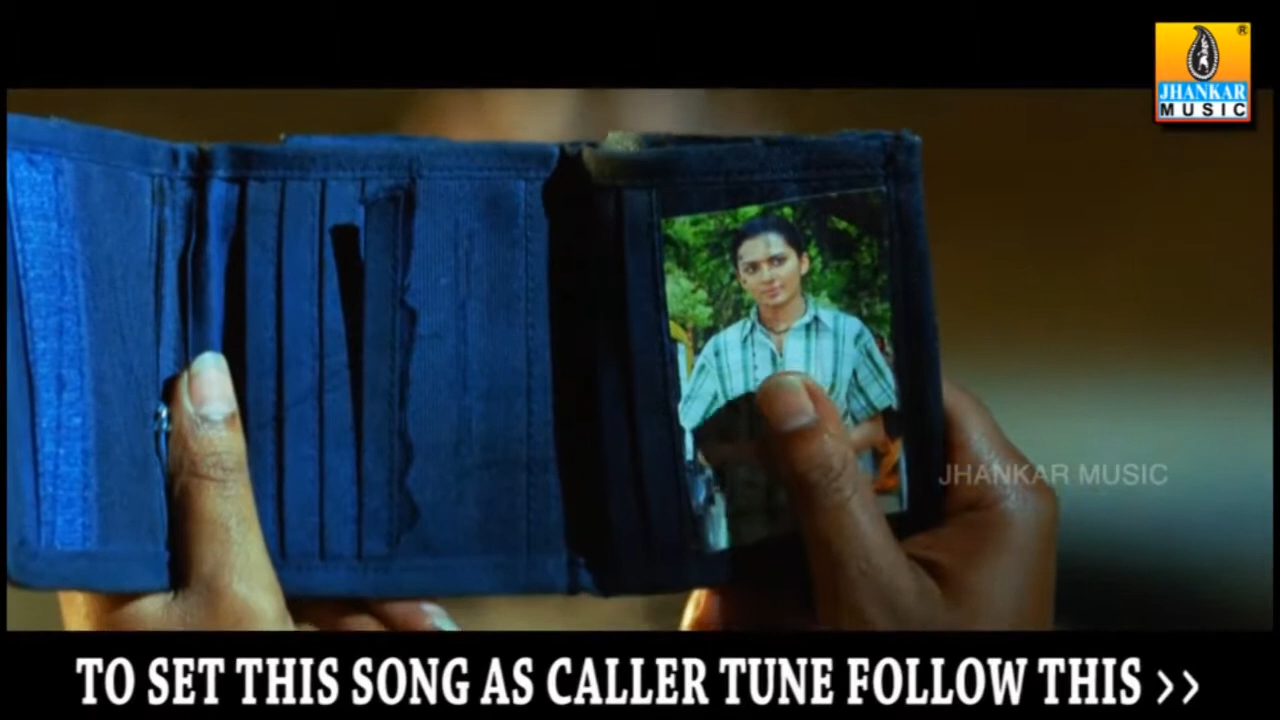 ®
JHANKAR
MUSIC
JHANKAR MUSIC
TO SET THIS SONG AS CALLER TUNE FOLLOW THIS >>